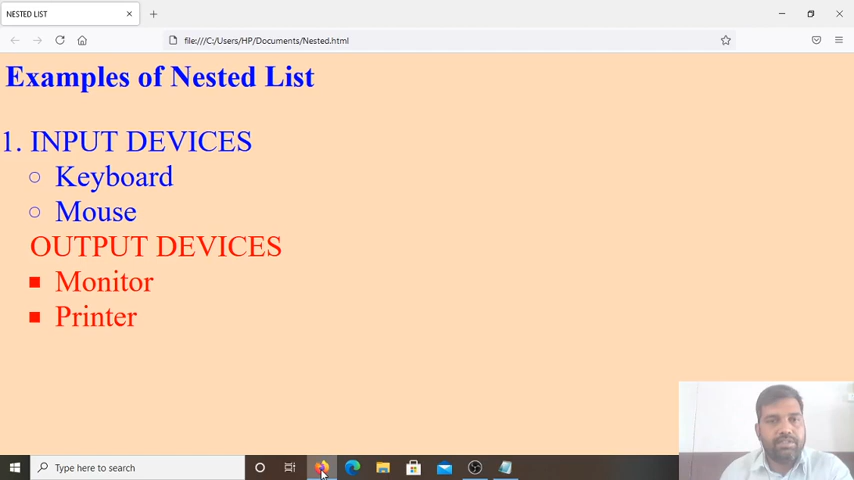 NESTED LIST
file:///C:/Users/HP/Documents/Nested.html
Examples of Nested List
1. INPUT DEVICES
Keyboard
Mouse
OUTPUT DEVICES
Monitor
Printer
Type here to search